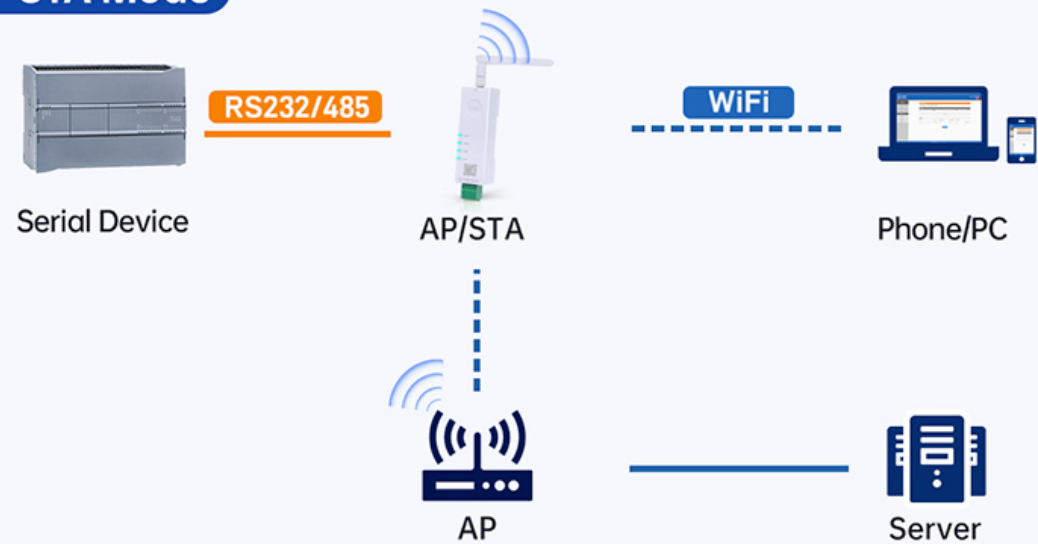 RS232/485
WiFi
Serial Device
AP/STA
Phone/PC
AP
Server